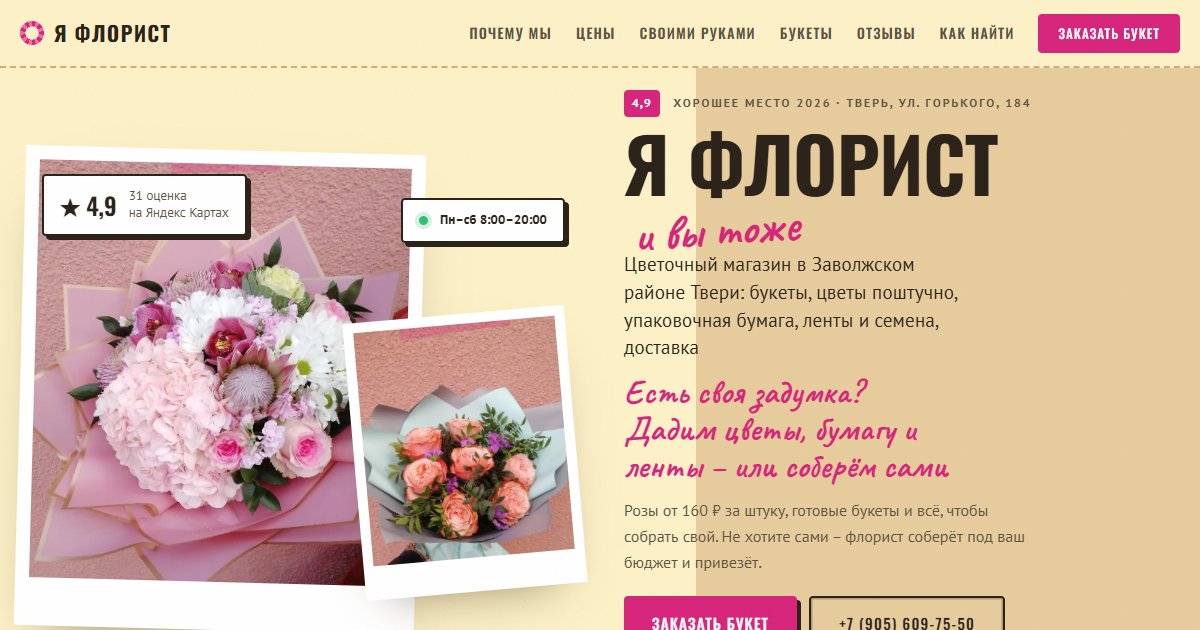 Я ФЛОРИСТ
ПОЧЕМУ МЫ
ЦЕНЫ
СВОИМИ РУКАМИ
БУКЕТЫ
ОТЗЫВЫ
КАК НАЙТИ
ЗАКАЗАТЬ БУКЕТ
★ 4,9
31 оценка
на Яндекс Картах
Пн–сб 8:00–20:00
4,9
ХОРОШЕЕ МЕСТО 2026 · ТВЕРЬ, УЛ. ГОРЬКОГО, 184
Я ФЛОРИСТ
и вы тоже
Цветочный магазин в Заволжском
районе Твери: букеты, цветы поштучно,
упаковочная бумага, ленты и семена,
доставка
Есть своя задумка?
Дадим цветы, бумагу и
ленты – или соберём сами
Розы от 160 ₽ за штуку, готовые букеты и всё, чтобы
собрать свой. Не хотите сами – флорист соберёт под ваш
бюджет и привезёт.
ЗАКАЗАТЬ БУКЕТ
+7 (905) 609-75-50